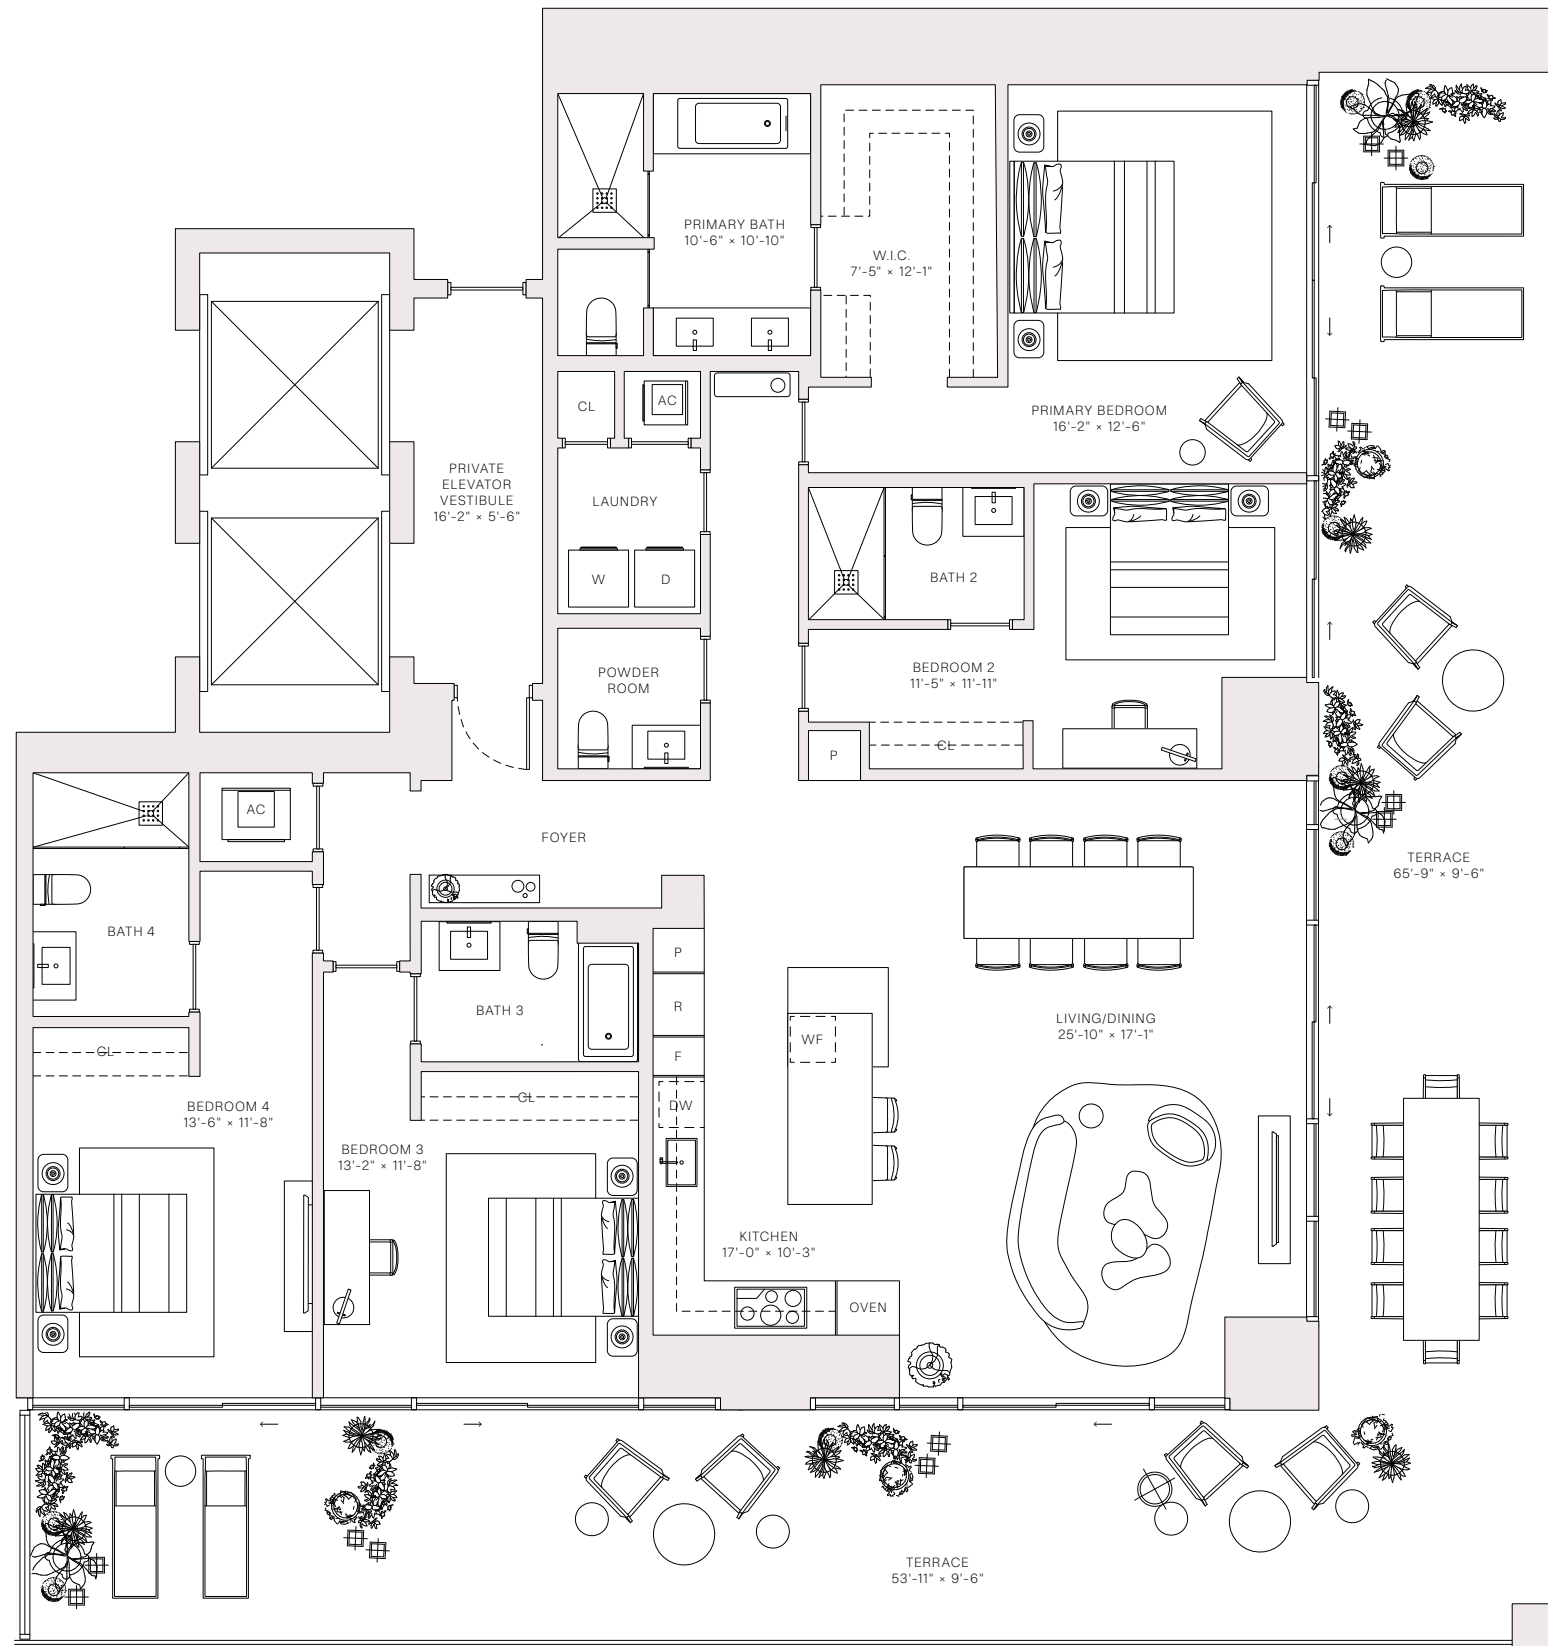 PRIMARY BATH
10'-6" × 10'-10"
W.I.C.
7'-5" × 12'-1"
CL
AC
PRIMARY BEDROOM
16'-2" × 12'-6"
PRIVATE
ELEVATOR
VESTIBULE
16'-2" × 5'-6"
LAUNDRY
W
D
BATH 2
POWDER
ROOM
BEDROOM 2
11'-5" × 11'-11"
CL
P
AC
FOYER
TERRACE
65'-9" × 9'-6"
BATH 4
P
R
F
DW
BATH 3
WF
LIVING/DINING
25'-10" × 17'-1"
CL
CL
BEDROOM 4
13'-6" × 11'-8"
BEDROOM 3
13'-2" × 11'-8"
KITCHEN
17'-0" × 10'-3"
OVEN
TERRACE
53'-11" × 9'-6"